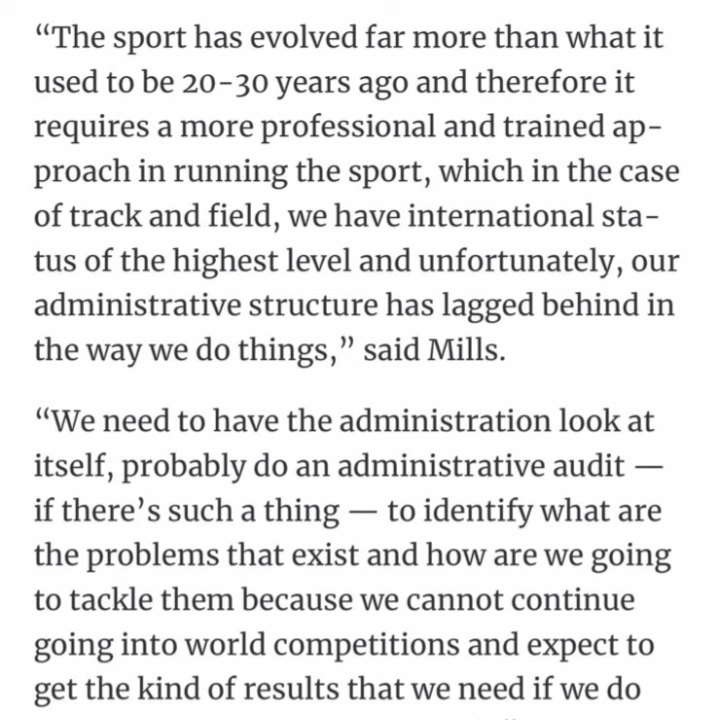 “The sport has evolved far more than what it
used to be 20-30 years ago and therefore it
requires a more professional and trained ap-
proach in running the sport, which in the case
of track and field, we have international sta-
tus of the highest level and unfortunately, our
administrative structure has lagged behind in
the way we do things,” said Mills.
“We need to have the administration look at
itself, probably do an administrative audit —
if there’s such a thing — to identify what are
the problems that exist and how are we going
to tackle them because we cannot continue
going into world competitions and expect to
get the kind of results that we need if we do